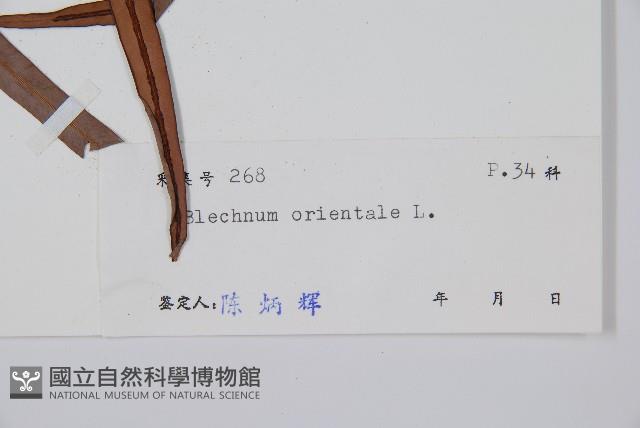 采集号 268 P.34 科
Blechnum orientale L.
鉴定人: 陈炳辉 年 月 日
國立自然科學博物館
NATIONAL MUSEUM OF NATURAL SCIENCE